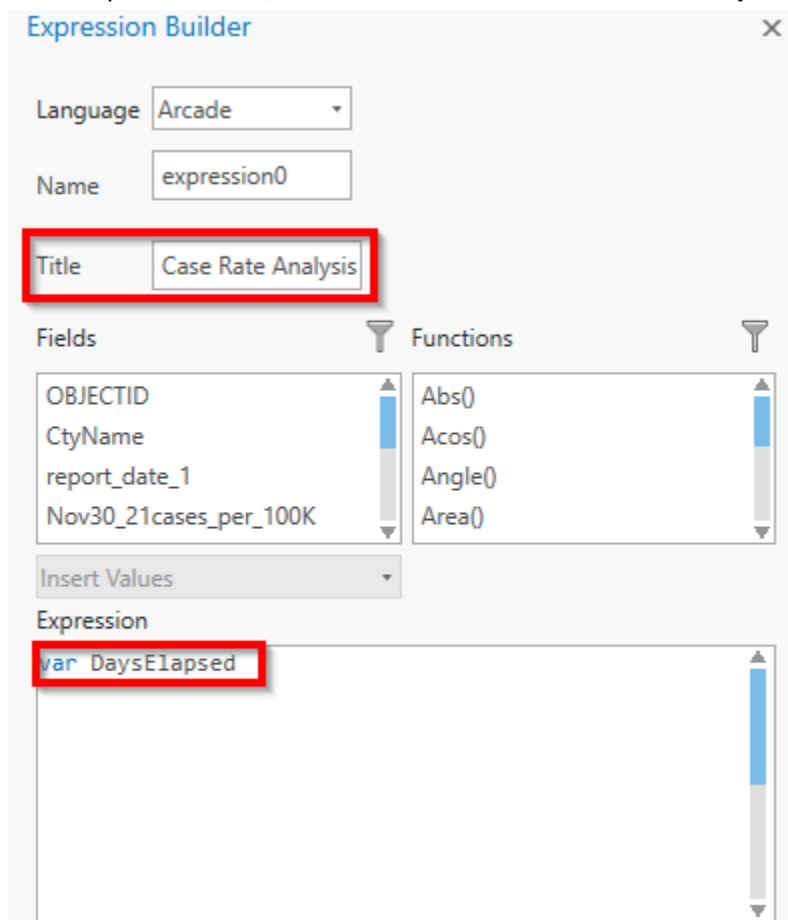 Expression Builder
Language Arcade
Name expression0
Title Case Rate Analysis
Fields Functions
OBJECTID Abs()
CtyName Acos()
report_date_1 Angle()
Nov30_21cases_per_100K Area()
Insert Values
Expression
var DaysElapsed